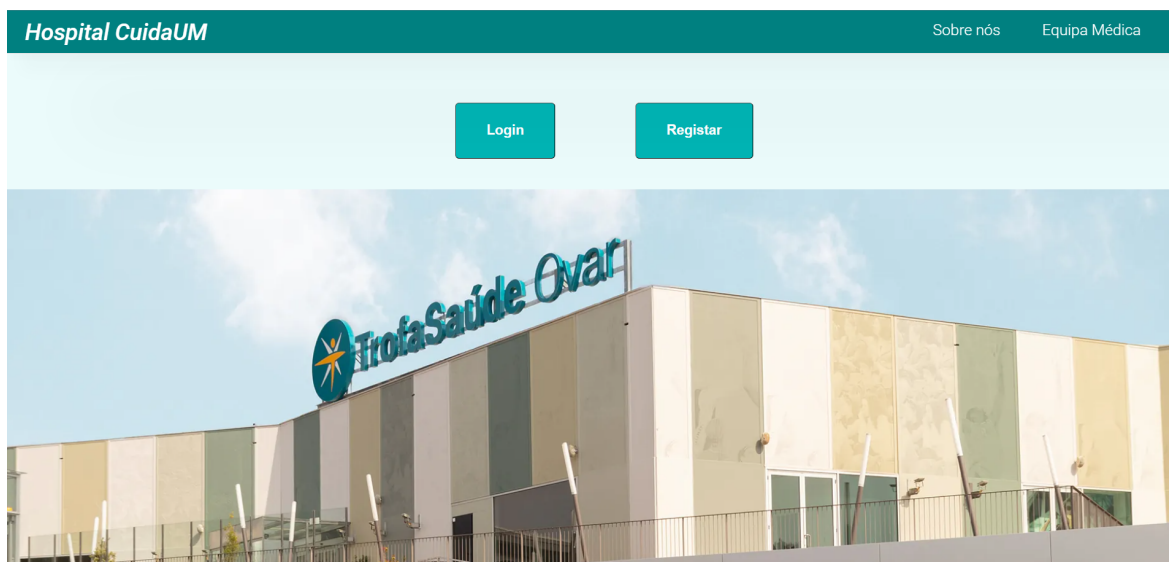 Hospital CuidaUM
Sobre nós
Equipa Médica
Login
Registar
TrofaSaúde Ovar